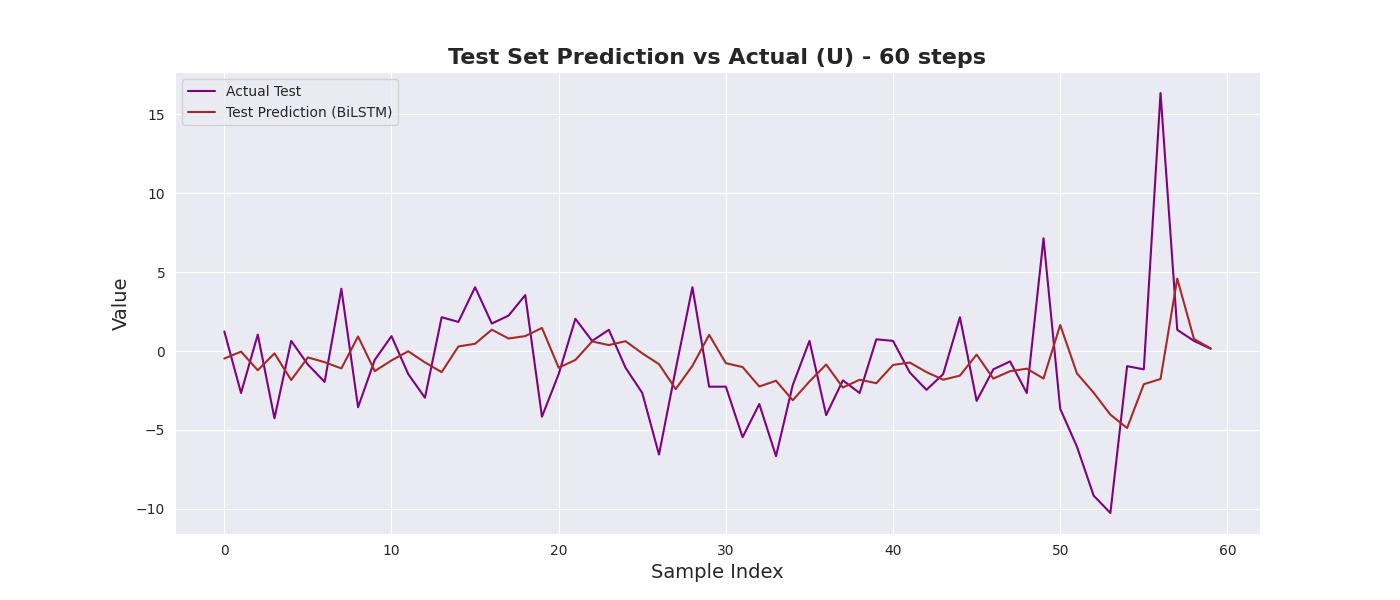 Test Set Prediction vs Actual (U) - 60 steps
Actual Test
Test Prediction (BiLSTM)
Value
15
10
5
0
−5
−10
0 10 20 30 40 50 60
Sample Index